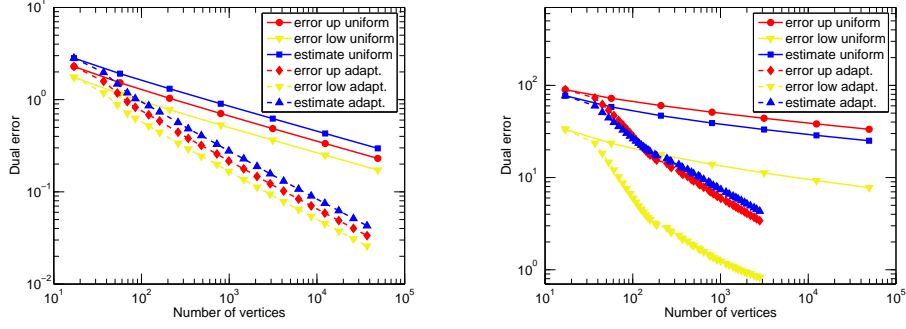 10^1
10^0
10^-1
10^-2
Dual error
10^1 10^2 10^3 10^4 10^5
Number of vertices
error up uniform
error low uniform
estimate uniform
error up adapt.
error low adapt.
estimate adapt.
10^2
10^1
10^0
Dual error
10^1 10^2 10^3 10^4 10^5
Number of vertices
error up uniform
error low uniform
estimate uniform
error up adapt.
error low adapt.
estimate adapt.